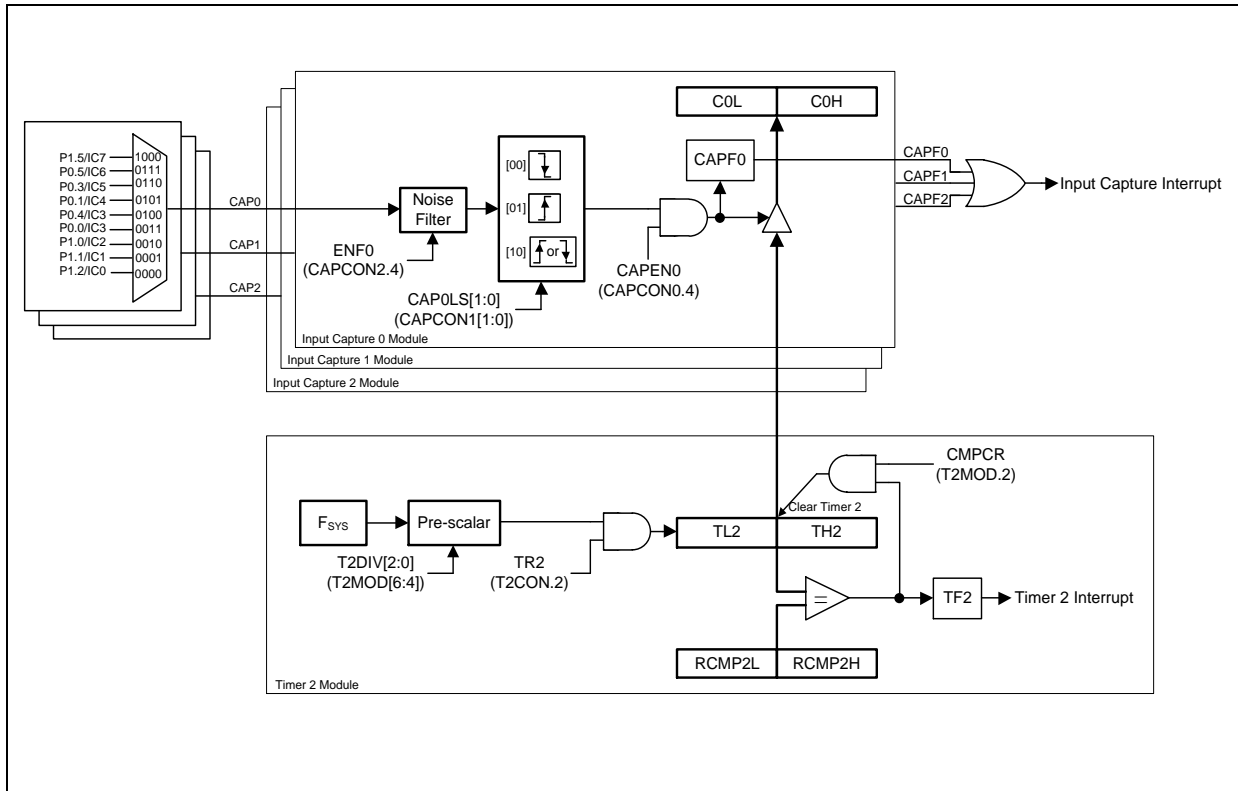 P1.5/IC7 1000
P0.5/IC6 0111
P0.3/IC5 0110
P0.1/IC4 0101
P0.4/IC3 0100
P0.0/IC3 0011
P1.0/IC2 0010
P1.1/IC1 0001
P1.2/IC0 0000
CAP0
CAP1
CAP2
Noise
Filter
ENF0
(CAPCON2.4)
[00]
[01]
[10] or
CAP0LS[1:0]
(CAPCON1[1:0])
CAPEN0
(CAPCON0.4)
CAPF0
C0L C0H
CAPF0
CAPF1
CAPF2
Input Capture Interrupt
Input Capture 0 Module
Input Capture 1 Module
Input Capture 2 Module
FSYS
Pre-scalar
T2DIV[2:0]
(T2MOD[6:4])
TR2
(T2CON.2)
CMPCR
(T2MOD.2)
Clear Timer 2
TL2 TH2
=
TF2
Timer 2 Interrupt
RCMP2L RCMP2H
Timer 2 Module